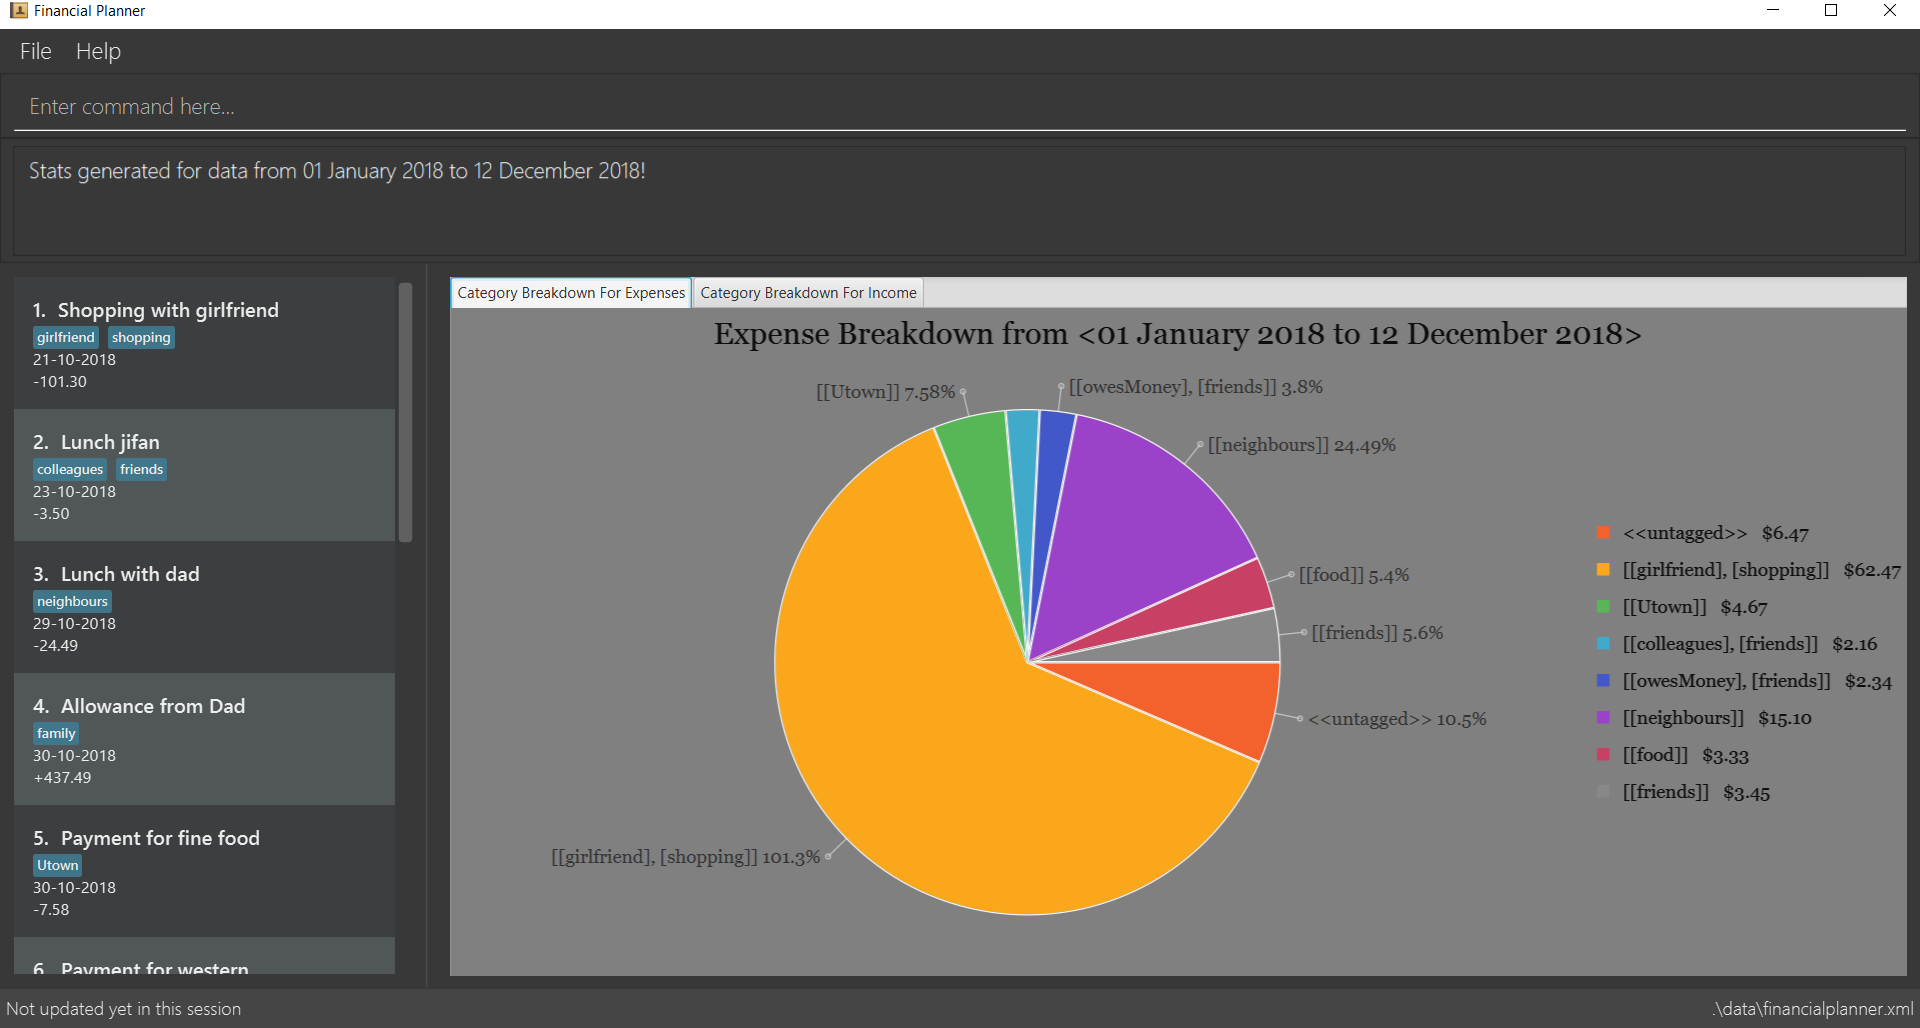 Financial Planner
File Help
Enter command here...
Stats generated for data from 01 January 2018 to 12 December 2018!
1. Shopping with girlfriend
girlfriend shopping
21-10-2018
-101.30
2. Lunch jifan
colleagues friends
23-10-2018
-3.50
3. Lunch with dad
neighbours
29-10-2018
-24.49
4. Allowance from Dad
family
30-10-2018
+437.49
5. Payment for fine food
Utown
30-10-2018
-7.58
6. Payment for western
Category Breakdown For Expenses Category Breakdown For Income
Expense Breakdown from <01 January 2018 to 12 December 2018>
[[Utown]] 7.58%
[[owesMoney], [friends]] 3.8%
[[neighbours]] 24.49%
[[food]] 5.4%
[[friends]] 5.6%
<<untagged>> 10.5%
[[girlfriend], [shopping]] 101.3%
<<untagged>> $6.47
[[girlfriend], [shopping]] $62.47
[[Utown]] $4.67
[[colleagues], [friends]] $2.16
[[owesMoney], [friends]] $2.34
[[neighbours]] $15.10
[[food]] $3.33
[[friends]] $3.45
Not updated yet in this session
.\data\financialplanner.xml